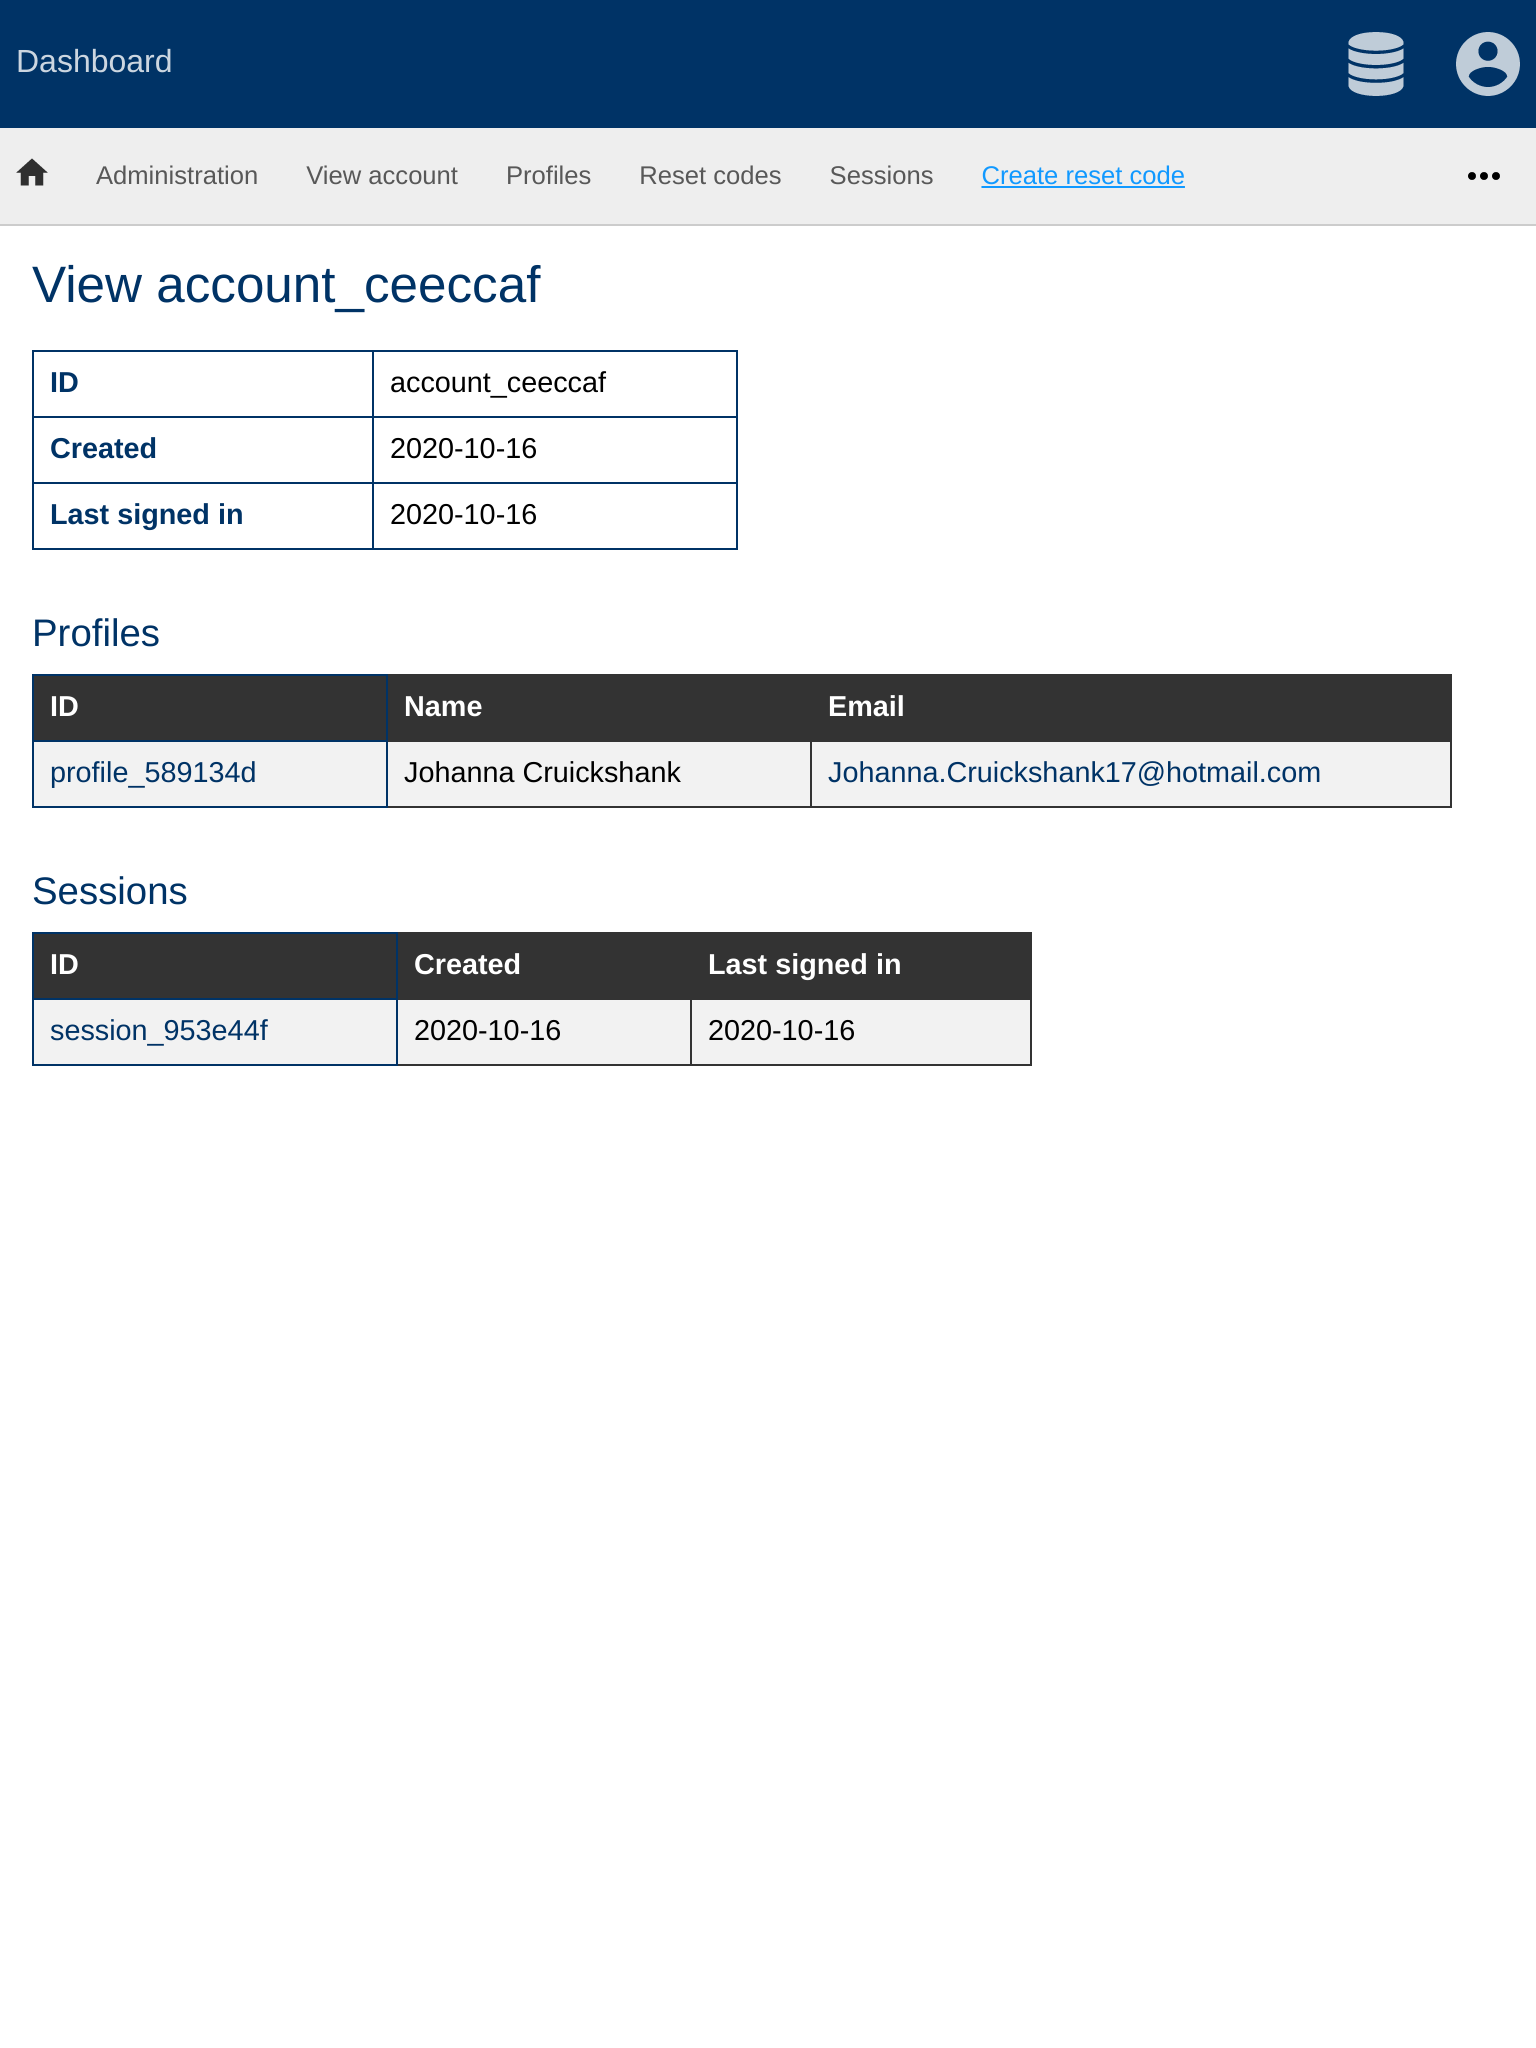 Dashboard
Administration View account Profiles Reset codes Sessions Create reset code
View account_ceeccaf
ID account_ceeccaf
Created 2020-10-16
Last signed in 2020-10-16
Profiles
ID Name Email
profile_589134d Johanna Cruickshank Johanna.Cruickshank17@hotmail.com
Sessions
ID Created Last signed in
session_953e44f 2020-10-16 2020-10-16